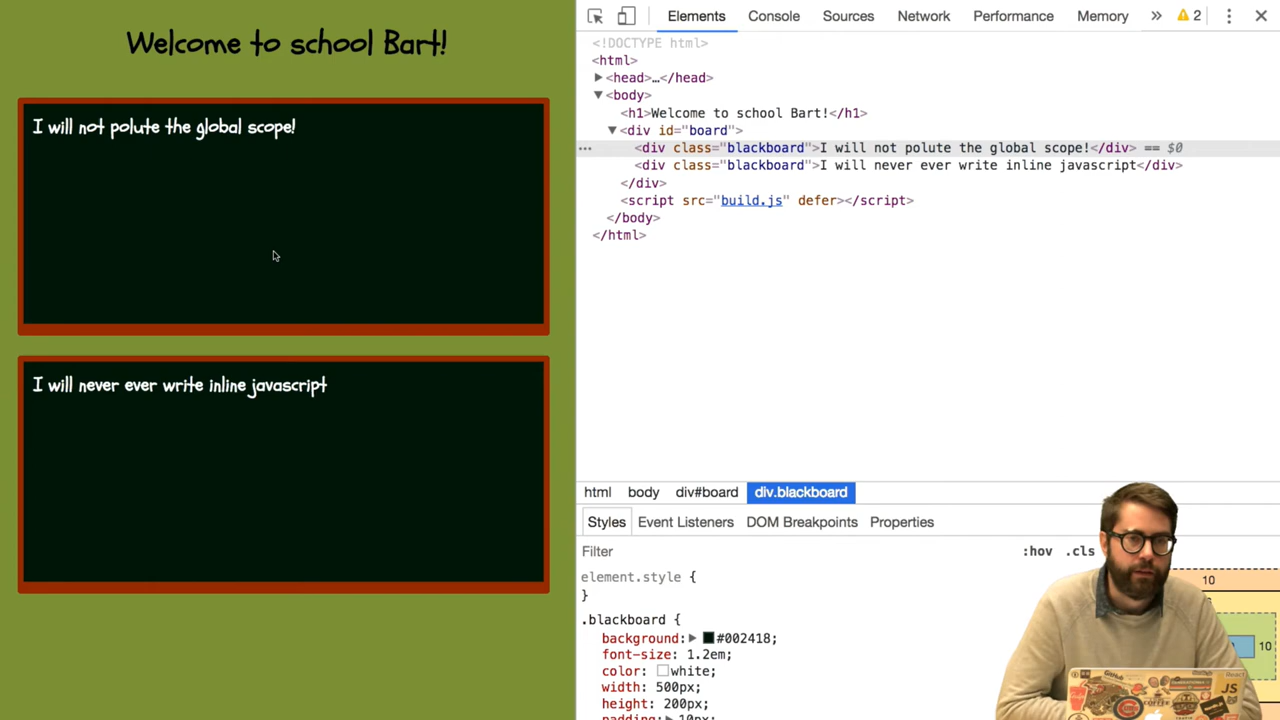 Welcome to school Bart!
I will not polute the global scope!
I will never ever write inline javascript
Elements Console Sources Network Performance Memory » 2
<!DOCTYPE html>
<html>
<head>…</head>
<body>
<h1>Welcome to school Bart!</h1>
<div id="board">
<div class="blackboard">I will not polute the global scope!</div> == $0
<div class="blackboard">I will never ever write inline javascript</div>
</div>
<script src="build.js" defer></script>
</body>
</html>
html body div#board div.blackboard
Styles Event Listeners DOM Breakpoints Properties
Filter :hov .cls
element.style {
}
.blackboard {
background: #002418;
font-size: 1.2em;
color: white;
width: 500px;
height: 200px;
padding: 10px;
10
10
GitHub
COFFEE
JS